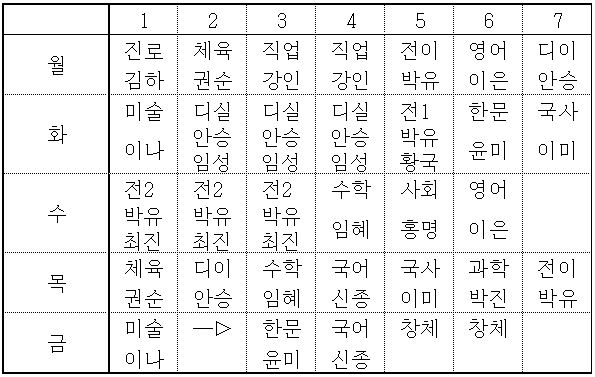 1 2 3 4 5 6 7
월
진로 체육 직업 직업 전이 영어 디이
김하 권순 강인 강인 박유 이은 안승
화
미술 디실 디실 디실 전1 한문 국사
이나 안승 안승 안승 박유 윤미 이미
임성 임성 임성 황국
수
전2 전2 전2 수학 사회 영어
박유 박유 박유 임혜 홍명 이은
최진 최진 최진
목
체육 디이 수학 국어 국사 과학 전이
권순 안승 임혜 신종 이미 박진 박유
금
미술 ─▷ 한문 국어 창체 창체
이나 윤미 신종